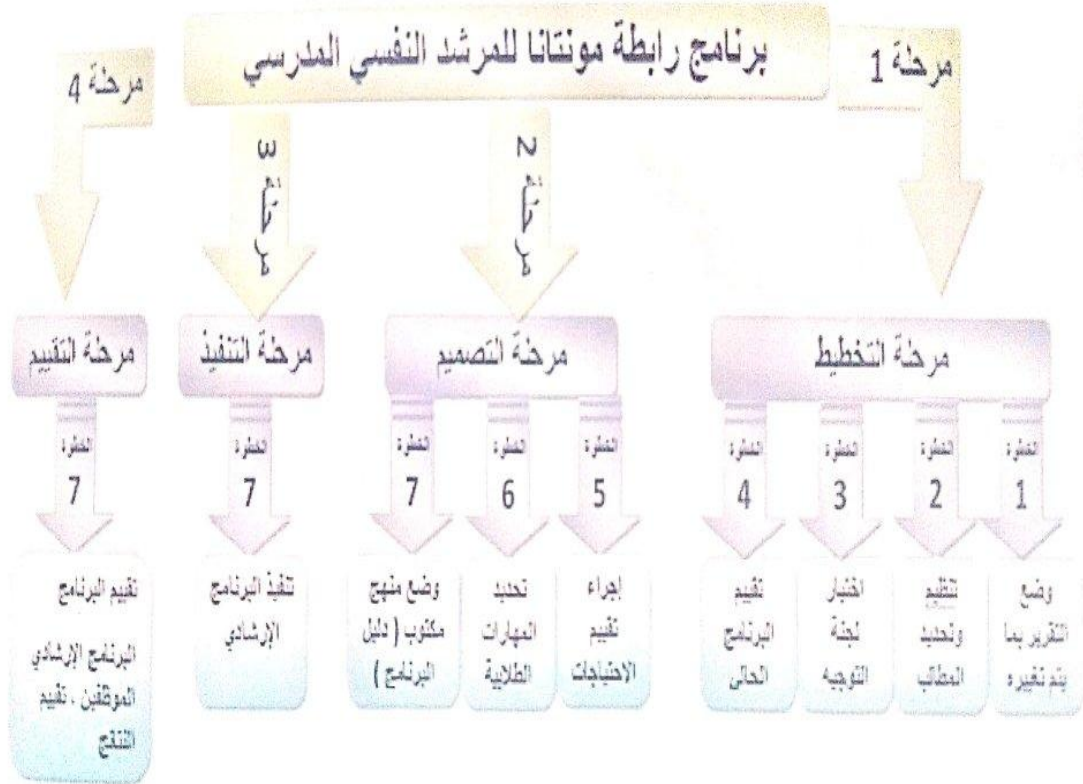 برنامج رابطة مونتانا للمرشد النفسي المدرسي
مرحلة 1
مرحلة 2
مرحلة 3
مرحلة 4
مرحلة التخطيط
الخطوة
1
وضع
التقرير بما
يتم تغييره
الخطوة
2
تنظيم
وتحديد
المطالب
الخطوة
3
اختبار
لجنة
التوجيه
الخطوة
4
تقييم
البرنامج
الحالى
مرحلة التصميم
الخطوة
5
إجراء
تقييم
الاحتياجات
الخطوة
6
تحديد
المهارات
الطلابية
الخطوة
7
وضع منهج
مكتوب ( دليل
البرنامج )
مرحلة التنفيذ
الخطوة
7
تنفيذ البرنامج
الإرشادي
مرحلة التقييم
الخطوة
7
تقييم البرنامج
البرنامج الإرشادي
الموظفين ، تقييم